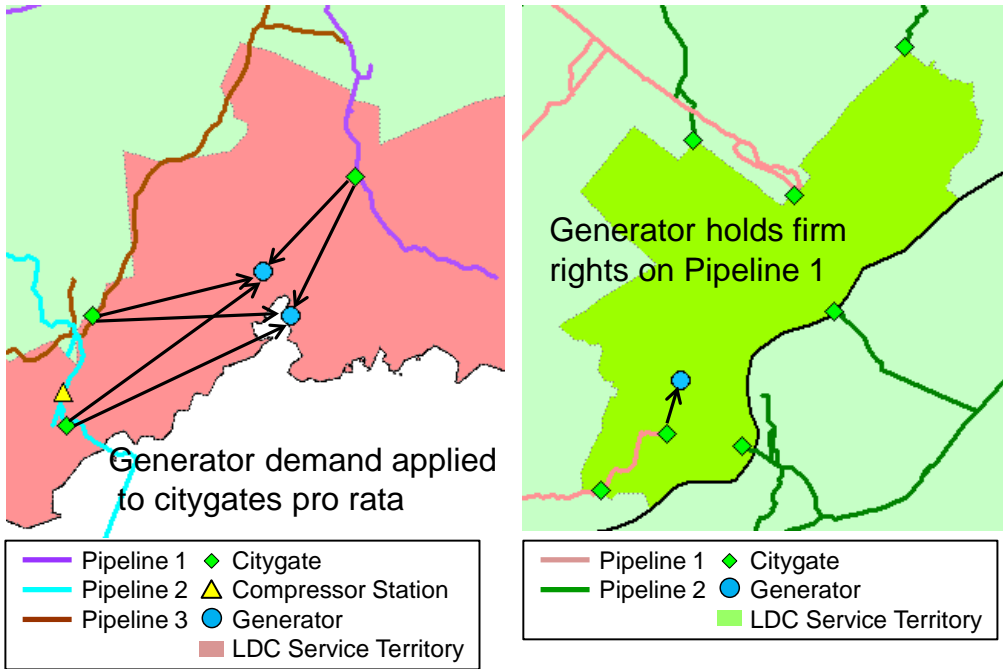 Generator demand applied
to citygates pro rata
Pipeline 1
Citygate
Pipeline 2
Compressor Station
Pipeline 3
Generator
LDC Service Territory
Generator holds firm
rights on Pipeline 1
Pipeline 1
Citygate
Pipeline 2
Generator
LDC Service Territory